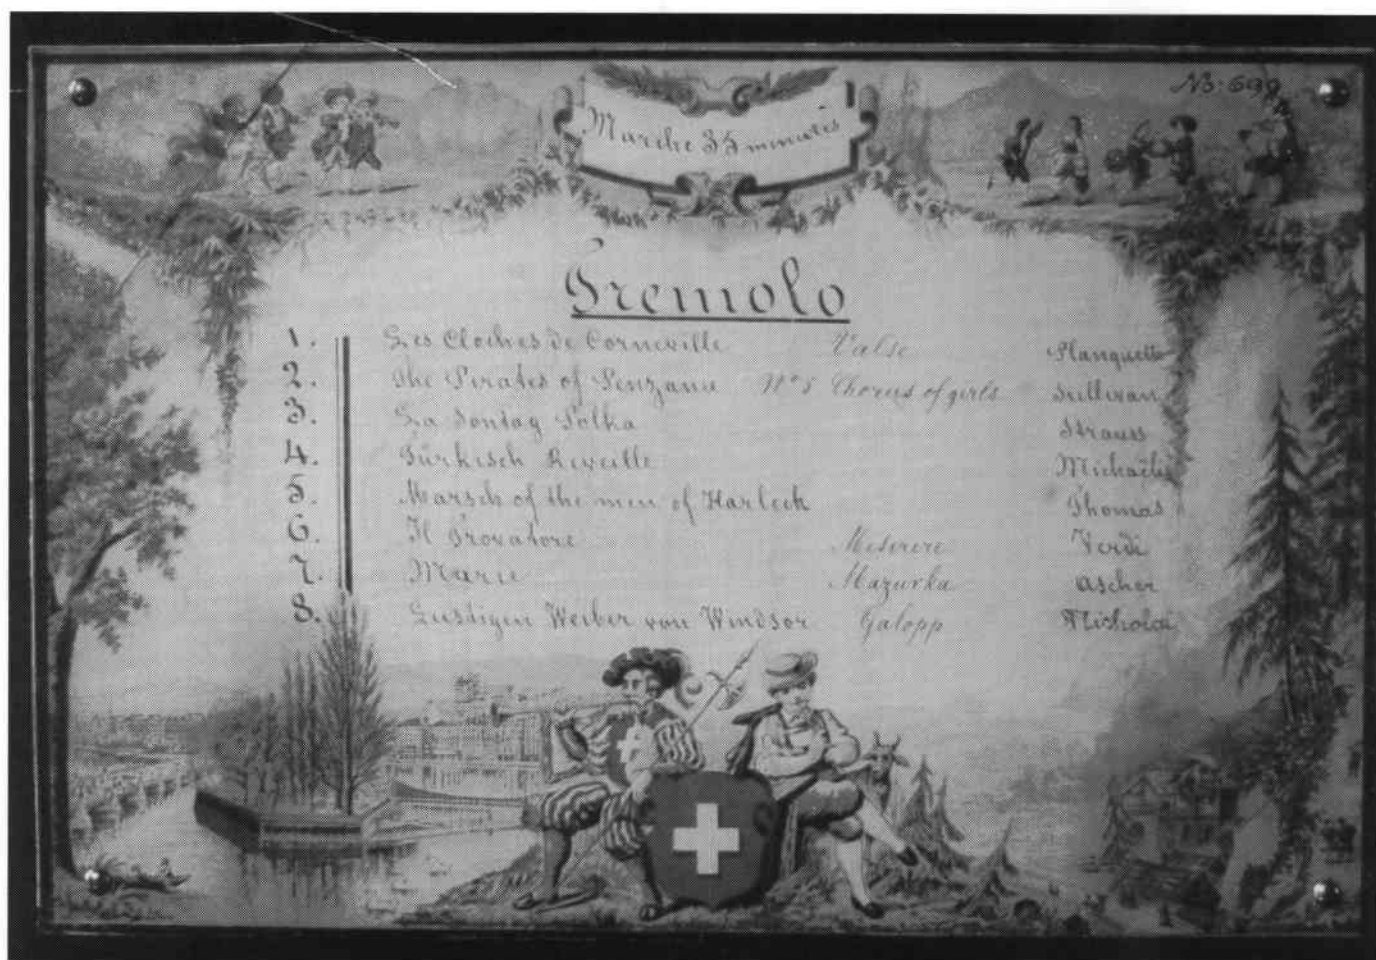 No: 699
Marche 35 minutes
Tremolo
1. Les Cloches de Corneville Valse Planquette
2. The Pirates of Penzance No 5 Chorus of girls Sullivan
3. La Sontag Polka Strauss
4. Türkisch Reveille Michaelis
5. Marsch of the men of Harlech Thomas
6. Il Trovatore Miserere Verdi
7. Marie Mazurka Ascher
8. Lustigen Weiber von Windsor Galopp Nicholai